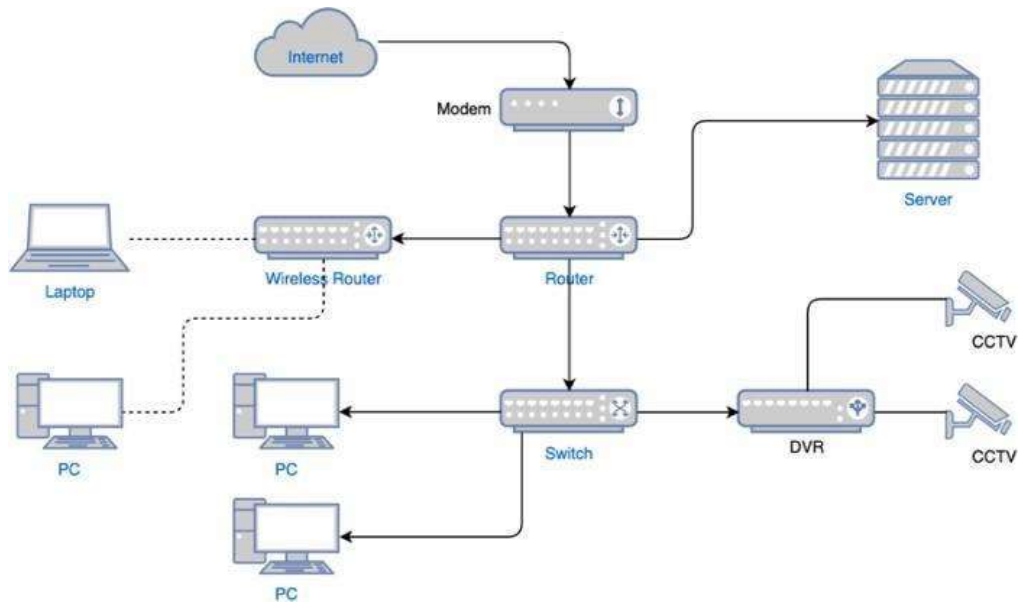 Internet
Modem
Server
Laptop
Wireless Router
Router
CCTV
PC
PC
Switch
DVR
CCTV
PC